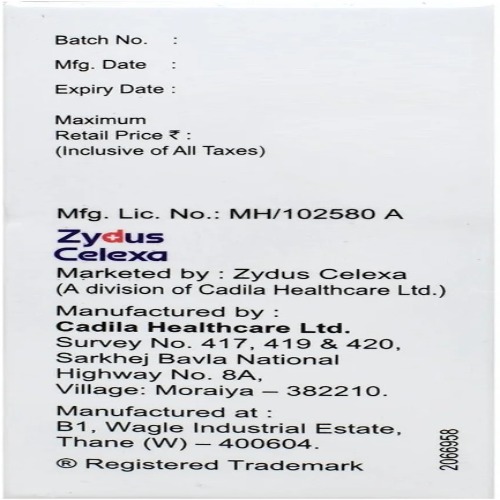 Batch No. :
Mfg. Date :
Expiry Date :
Maximum
Retail Price ₹ :
(Inclusive of All Taxes)
Mfg. Lic. No.: MH/102580 A
Zydus
Celexa
Marketed by : Zydus Celexa
(A division of Cadila Healthcare Ltd.)
Manufactured by :
Cadila Healthcare Ltd.
Survey No. 417, 419 & 420,
Sarkhej Bavla National
Highway No. 8A,
Village: Moraiya – 382210.
Manufactured at :
B1, Wagle Industrial Estate,
Thane (W) – 400604.
® Registered Trademark
2066958